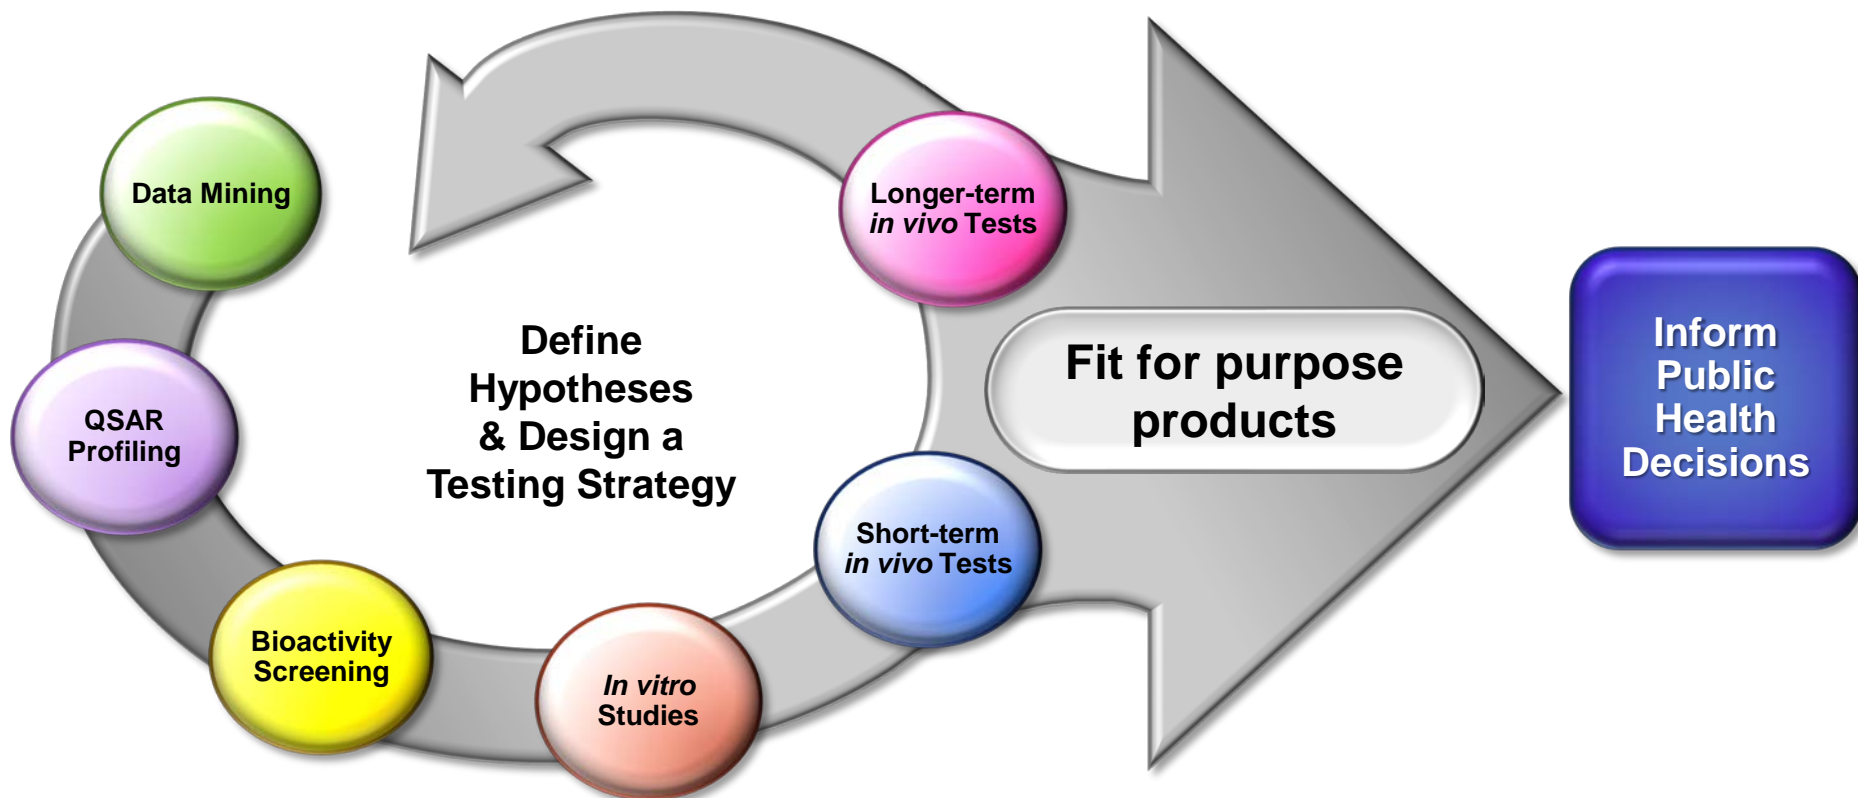 Data Mining
QSAR
Profiling
Bioactivity
Screening
In vitro
Studies
Short-term
in vivo Tests
Longer-term
in vivo Tests
Define
Hypotheses
& Design a
Testing Strategy
Fit for purpose
products
Inform
Public
Health
Decisions